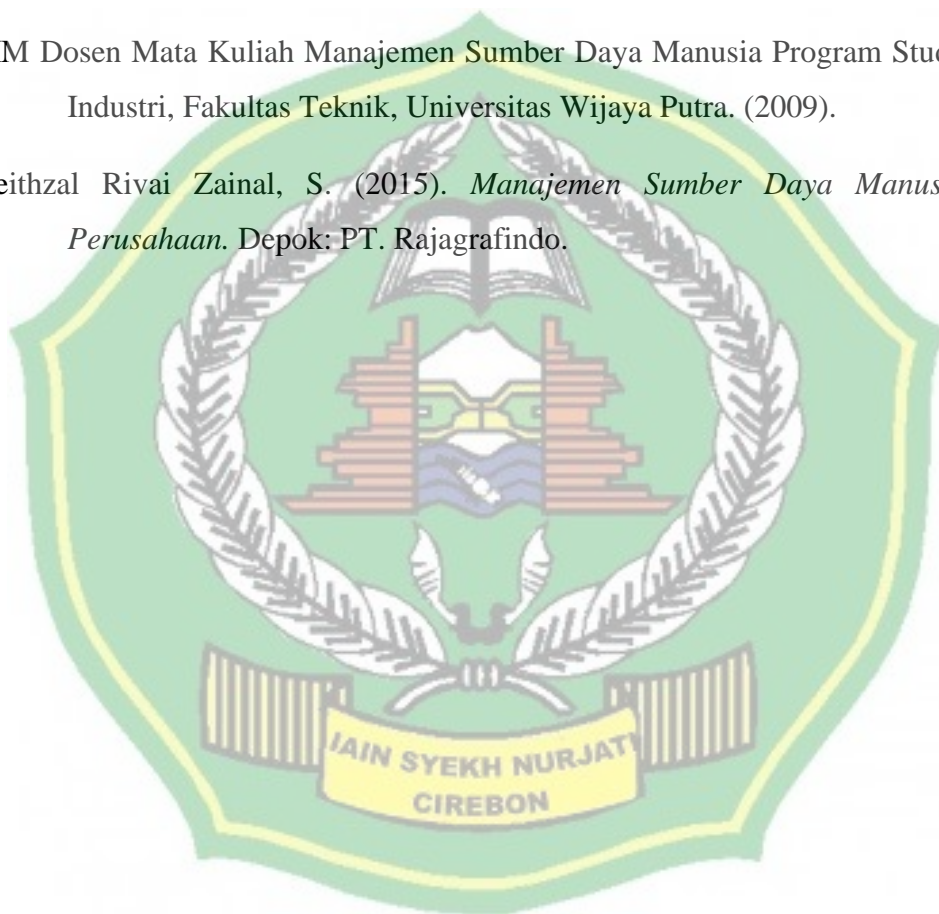 M Dosen Mata Kuliah Manajemen Sumber Daya Manusia Program Stud
Industri, Fakultas Teknik, Universitas Wijaya Putra. (2009).
eithzal Rivai Zainal, S. (2015). Manajemen Sumber Daya Manus
Perusahaan. Depok: PT. Rajagrafindo.
IAIN SYEKH NURJATI
CIREBON